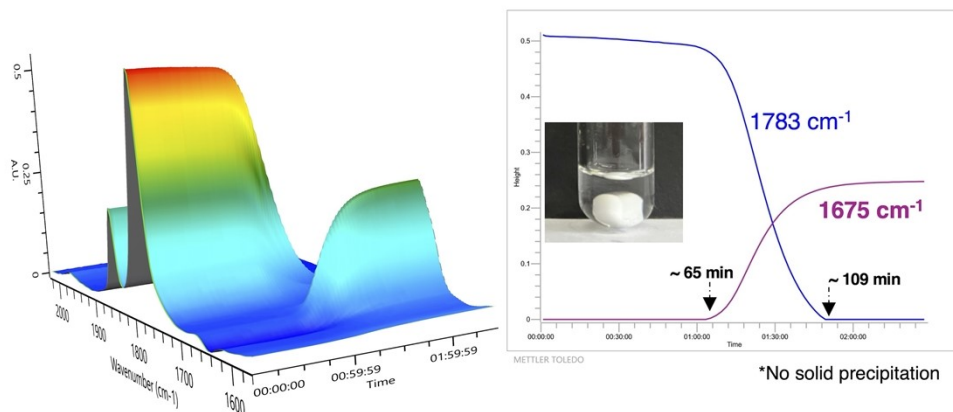 0.5
A.U.
0.25
0
2000
1900
1800
1700
1600
Wavenumber (cm-1)
00:00:00
00:59:59
01:59:59
Time
0.5
0.4
0.3
0.2
0.1
0
Height
1783 cm-1
1675 cm-1
~ 65 min
~ 109 min
00:00:00
00:30:00
01:00:00
01:30:00
02:00:00
Time
METTLER TOLEDO
*No solid precipitation